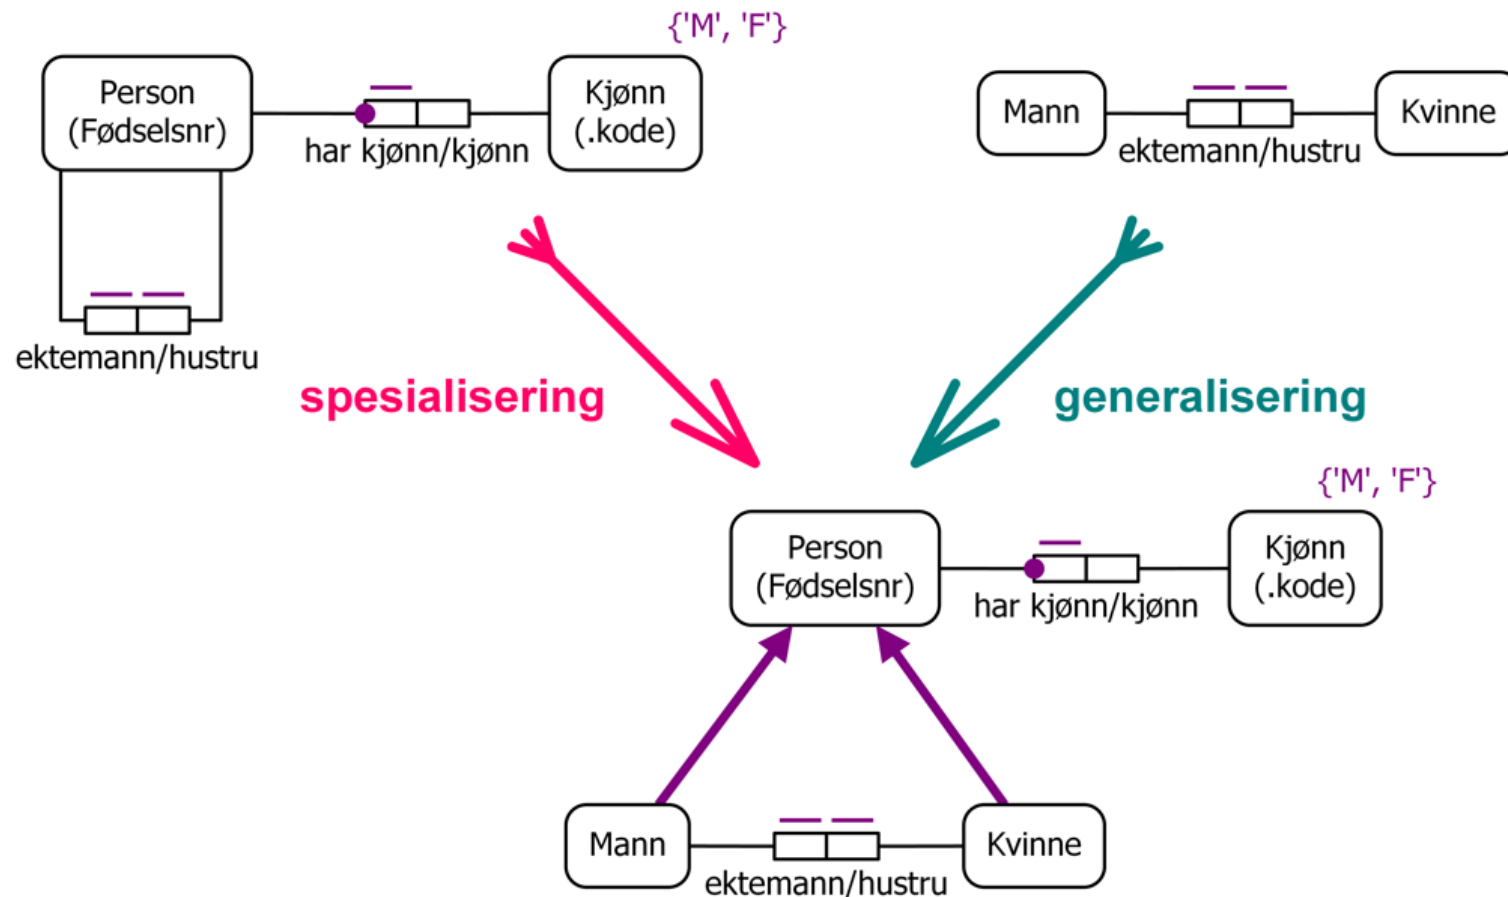 {'M', 'F'}
Person
(Fødselsnr)
har kjønn/kjønn
Kjønn
(.kode)
ektemann/hustru
Mann
ektemann/hustru
Kvinne
spesialisering
generalisering
{'M', 'F'}
Person
(Fødselsnr)
har kjønn/kjønn
Kjønn
(.kode)
Mann
ektemann/hustru
Kvinne